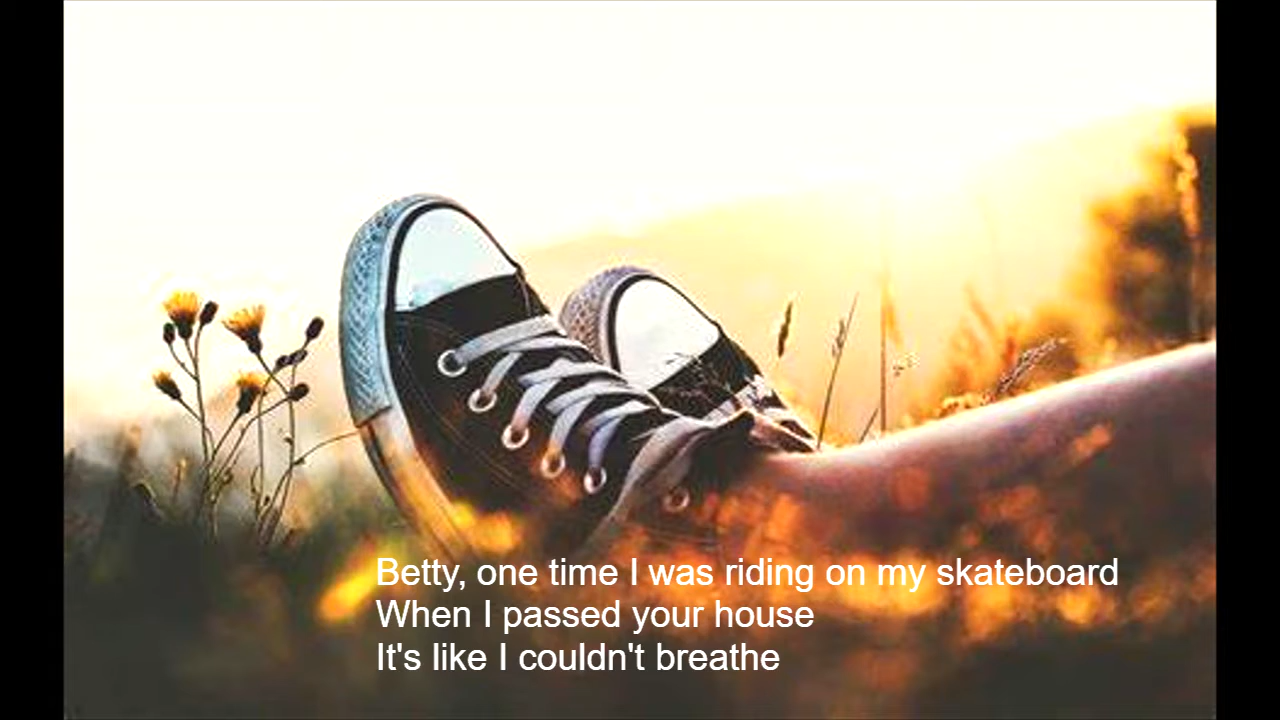 Betty, one time I was riding on my skateboard
When I passed your house
It's like I couldn't breathe